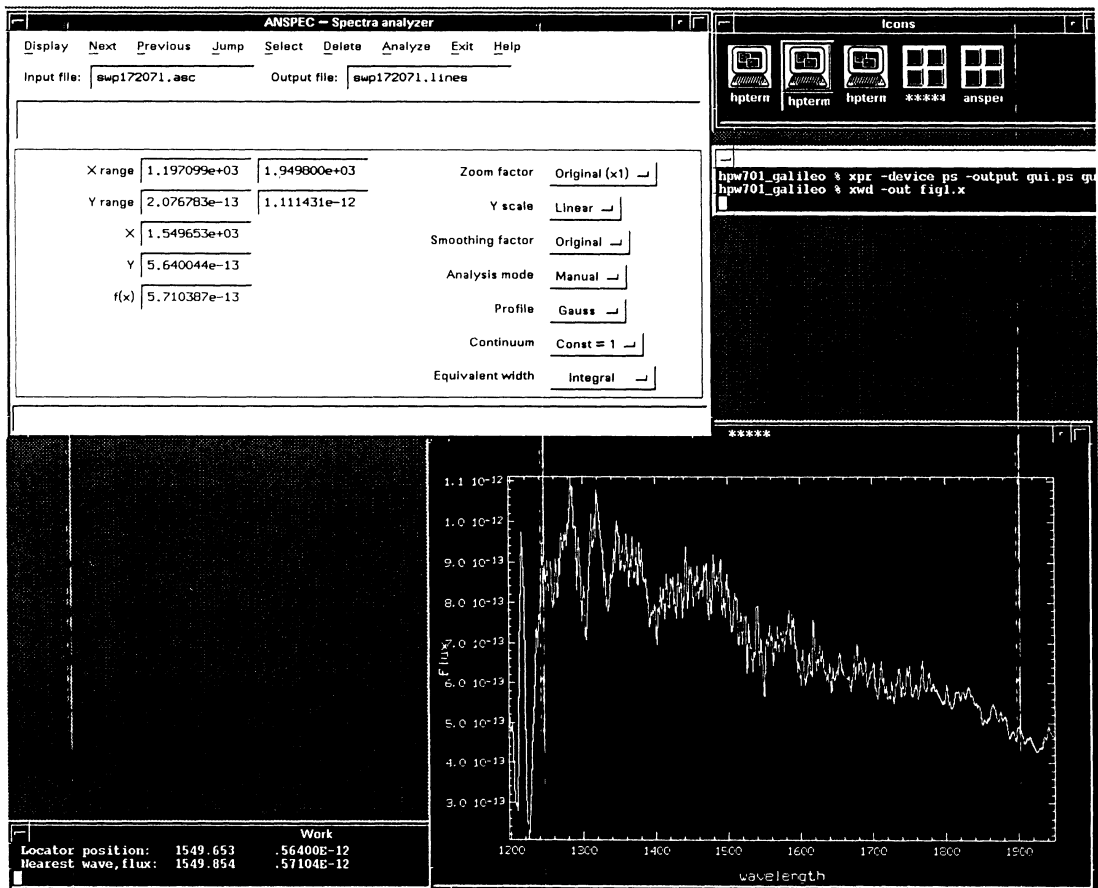 ANSPEC — Spectra analyzer
Display Next Previous Jump Select Delete Analyze Exit Help
Input file: swp172071.asc Output file: swp172071.lines
X range 1.197099e+03 1.949800e+03 Zoom factor Original (x1)
Y range 2.076783e-13 1.111431e-12 Y scale Linear
X 1.549653e+03 Smoothing factor Original
Y 5.640044e-13 Analysis mode Manual
f(x) 5.710387e-13 Profile Gauss
Continuum Const = 1
Equivalent width Integral
Icons
hpterm hpterm hpterm ***** anspe
hpw701_galileo % xpr -device ps -output gui.ps gu
hpw701_galileo % xwd -out fig1.x
*****
1.1 10-12
1.0 10-12
9.0 10-13
8.0 10-13
7.0 10-13
6.0 10-13
5.0 10-13
4.0 10-13
3.0 10-13
Flux
1200 1300 1400 1500 1600 1700 1800 1900
wavelength
Work
Locator position: 1549.653 .56400E-12
Nearest wave,flux: 1549.854 .57104E-12